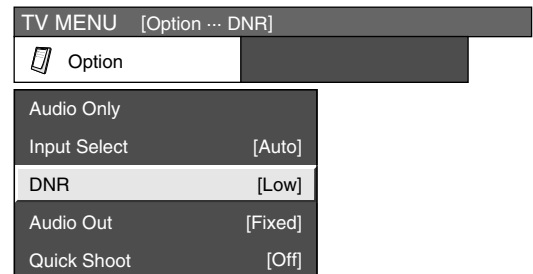 TV MENU [Option ··· DNR]
Option
Audio Only
Input Select [Auto]
DNR [Low]
Audio Out [Fixed]
Quick Shoot [Off]